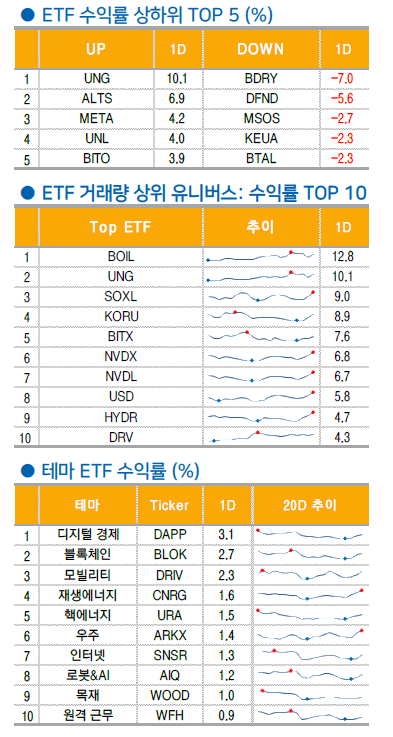 ● ETF 수익률 상하위 TOP 5 (%)
UP 1D DOWN 1D
1 UNG 10.1 BDRY -7.0
2 ALTS 6.9 DFND -5.6
3 META 4.2 MSOS -2.7
4 UNL 4.0 KEUA -2.3
5 BITO 3.9 BTAL -2.3
● ETF 거래량 상위 유니버스: 수익률 TOP 10
Top ETF 추이 1D
1 BOIL 12.8
2 UNG 10.1
3 SOXL 9.0
4 KORU 8.9
5 BITX 7.6
6 NVDX 6.8
7 NVDL 6.7
8 USD 5.8
9 HYDR 4.7
10 DRV 4.3
● 테마 ETF 수익률 (%)
테마 Ticker 1D 20D 추이
1 디지털 경제 DAPP 3.1
2 블록체인 BLOK 2.7
3 모빌리티 DRIV 2.3
4 재생에너지 CNRG 1.6
5 핵에너지 URA 1.5
6 우주 ARKX 1.4
7 인터넷 SNSR 1.3
8 로봇&AI AIQ 1.2
9 목재 WOOD 1.0
10 원격 근무 WFH 0.9